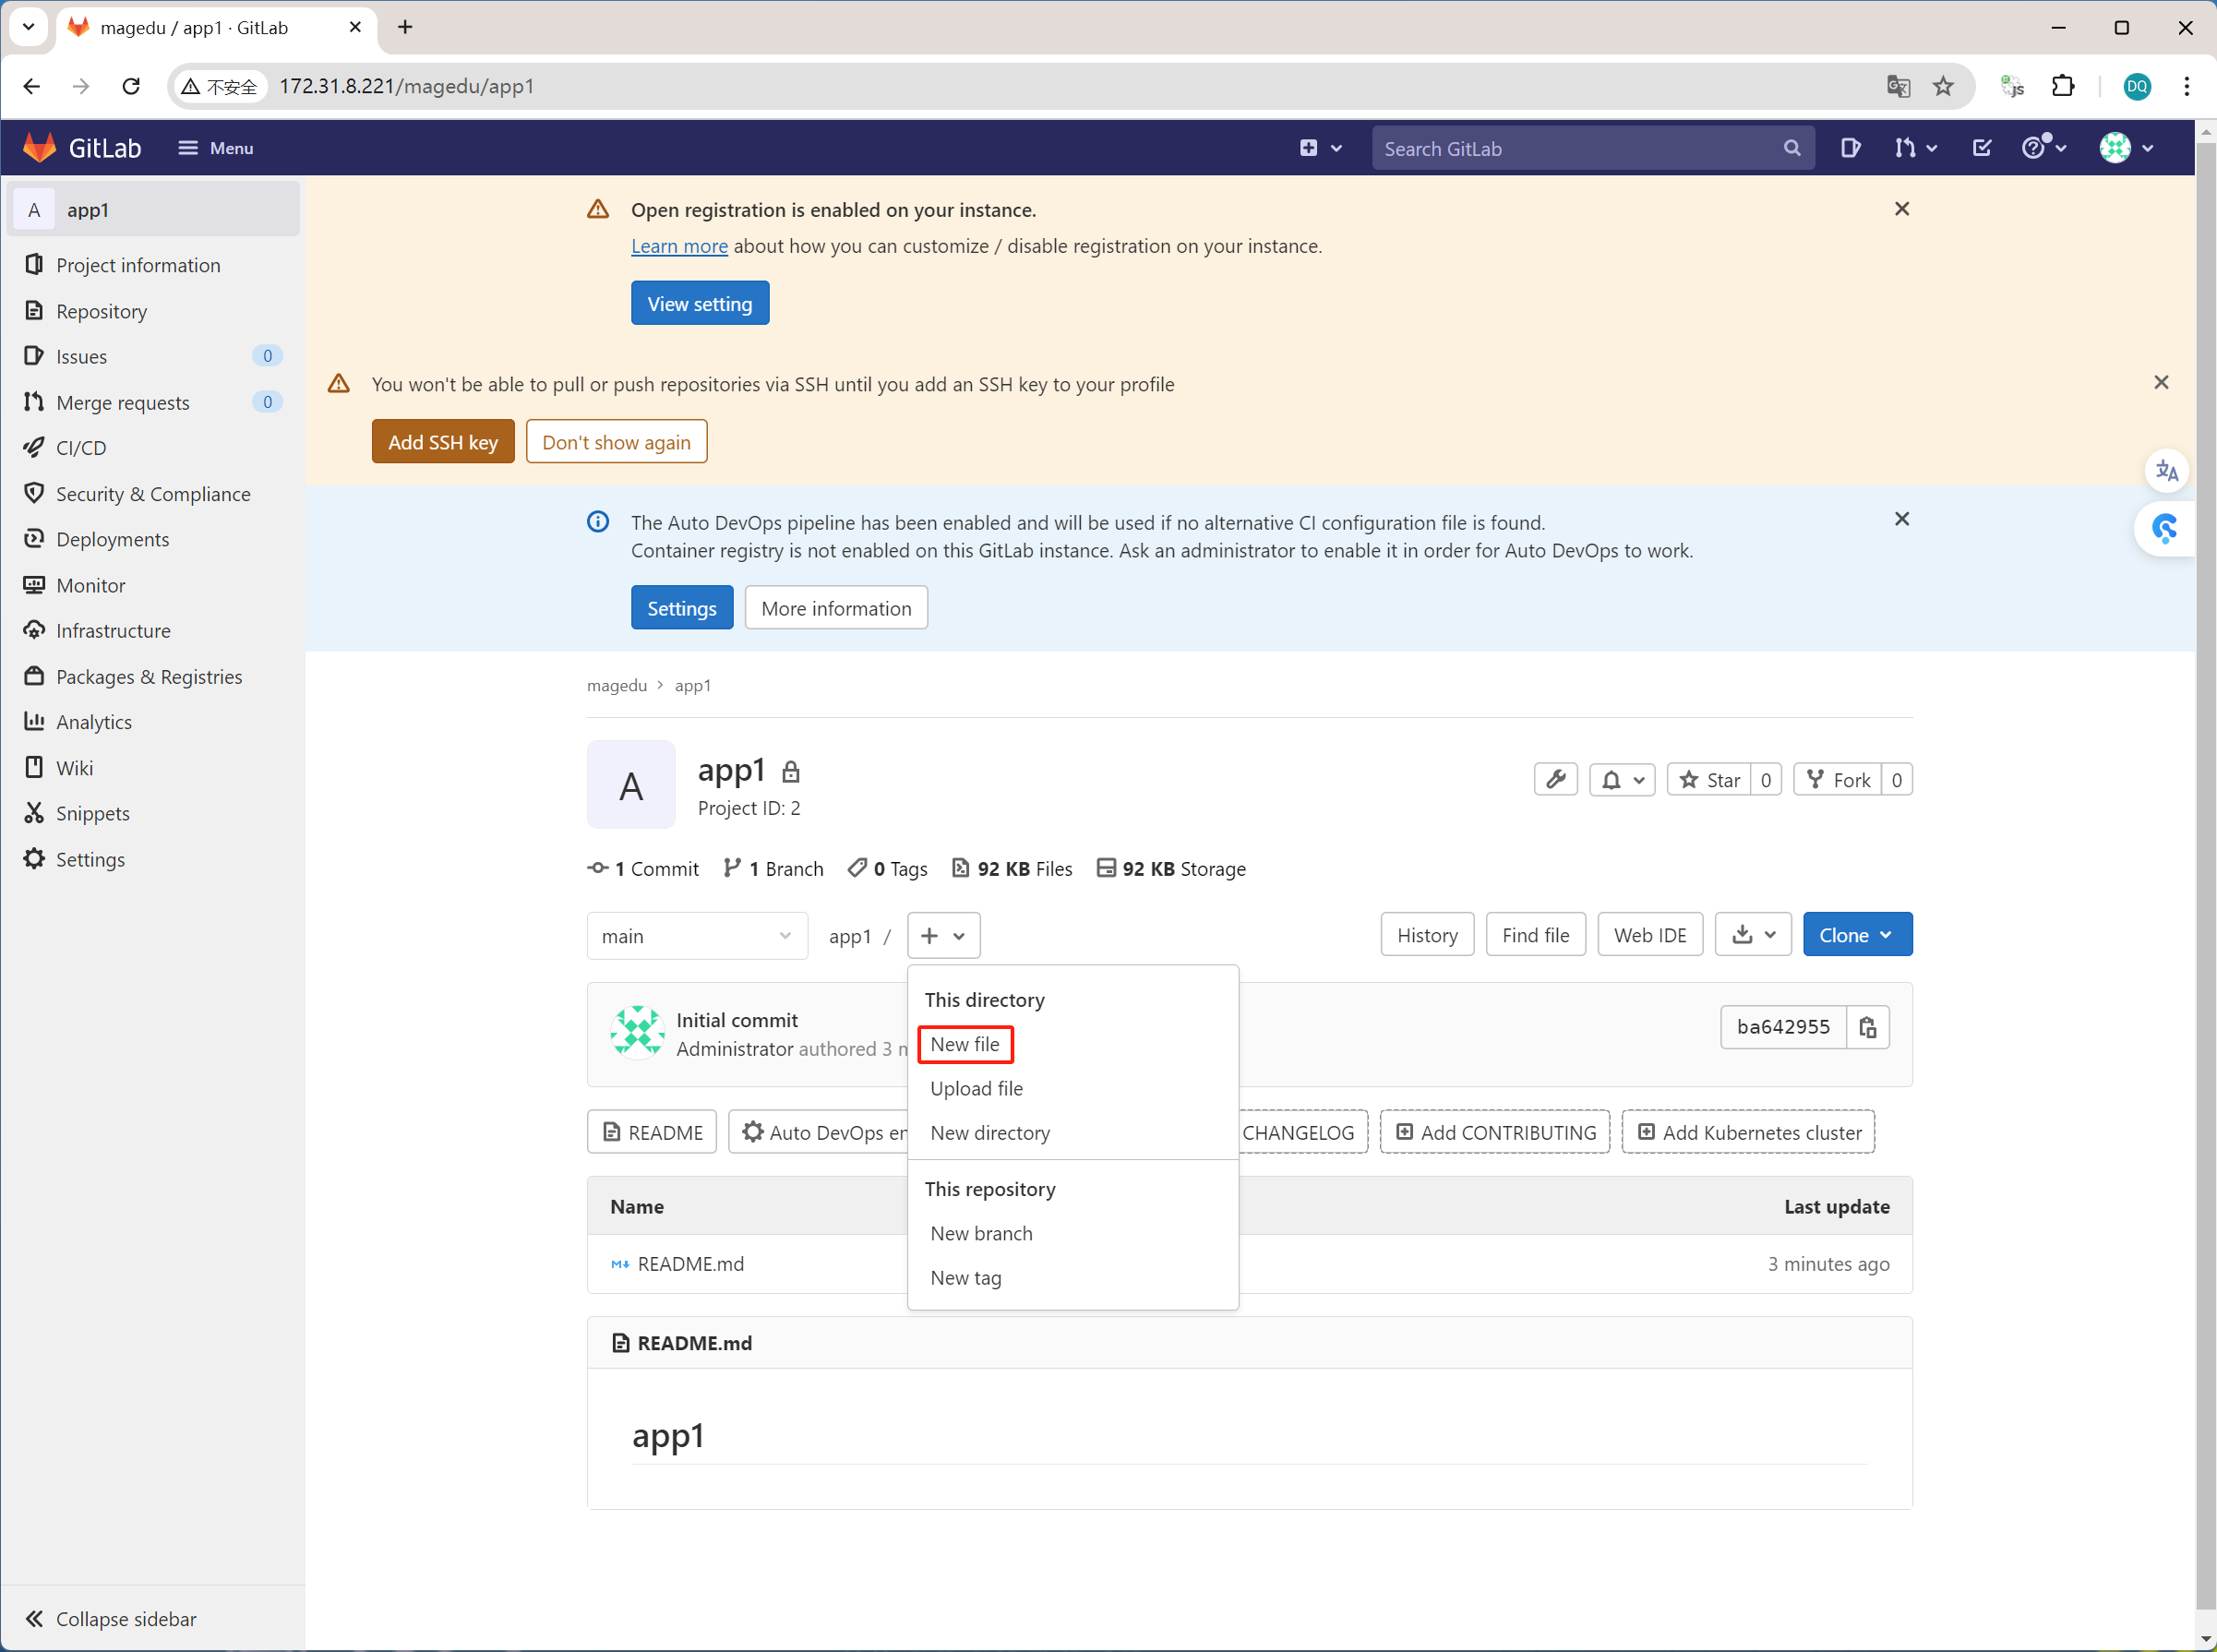 magedu / app1 · GitLab
不安全
172.31.8.221/magedu/app1
JS
DQ
GitLab
Menu
Search GitLab
A
app1
Project information
Repository
Issues
0
Merge requests
0
CI/CD
Security & Compliance
Deployments
Monitor
Infrastructure
Packages & Registries
Analytics
Wiki
Snippets
Settings
Collapse sidebar
Open registration is enabled on your instance.
Learn more about how you can customize / disable registration on your instance.
View setting
You won't be able to pull or push repositories via SSH until you add an SSH key to your profile
Add SSH key
Don't show again
The Auto DevOps pipeline has been enabled and will be used if no alternative CI configuration file is found.
Container registry is not enabled on this GitLab instance. Ask an administrator to enable it in order for Auto DevOps to work.
Settings
More information
magedu > app1
A
app1
Project ID: 2
Star 0
Fork 0
1 Commit
1 Branch
0 Tags
92 KB Files
92 KB Storage
main
app1 /
History
Find file
Web IDE
Clone
Initial commit
Administrator authored 3 m
ba642955
This directory
New file
Upload file
New directory
This repository
New branch
New tag
README
Auto DevOps en
CHANGELOG
Add CONTRIBUTING
Add Kubernetes cluster
Name
Last update
README.md
3 minutes ago
README.md
app1